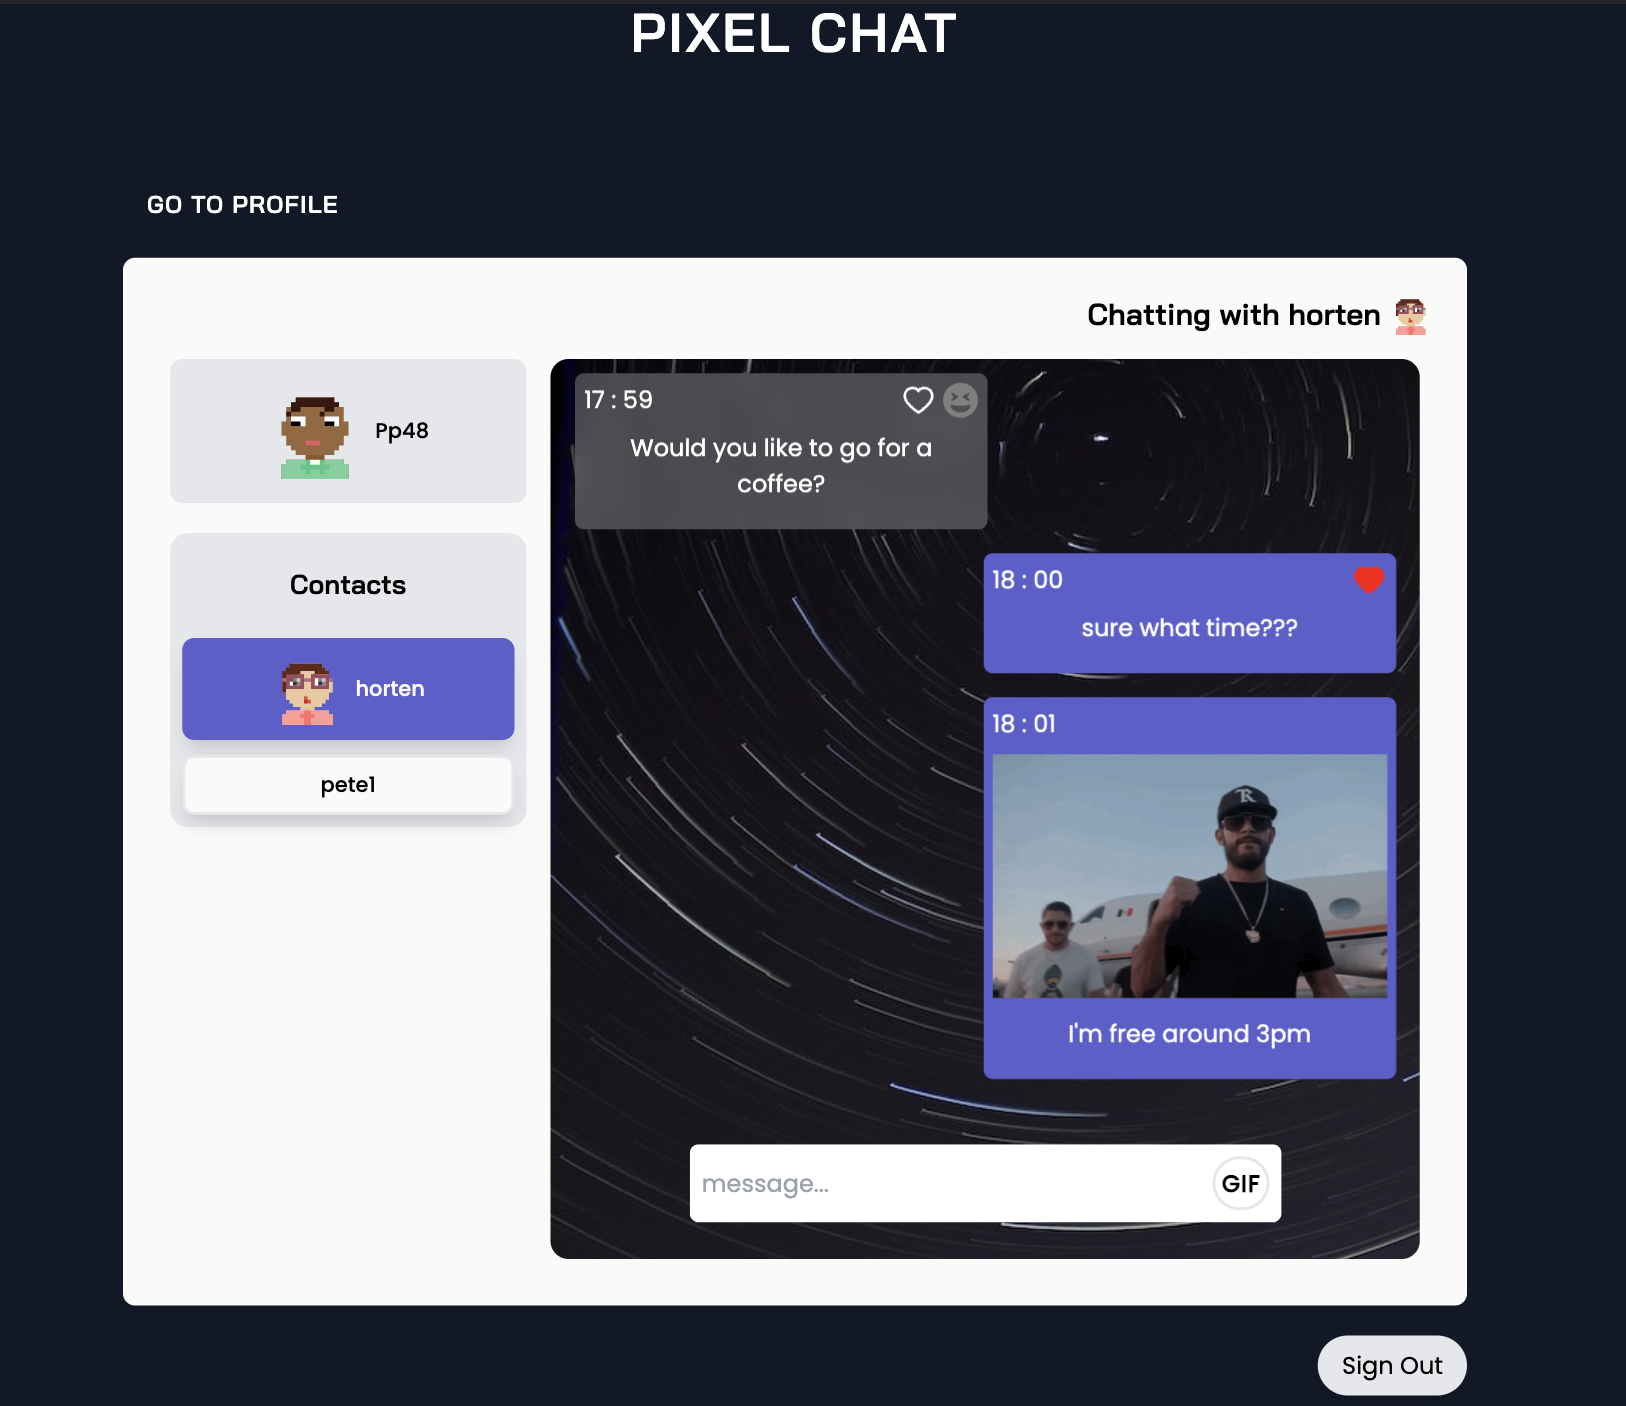 PIXEL CHAT
GO TO PROFILE
Chatting with horten
Pp48
Contacts
horten
pete1
17 : 59
Would you like to go for a
coffee?
18 : 00
sure what time???
18 : 01
R
I'm free around 3pm
message...
GIF
Sign Out